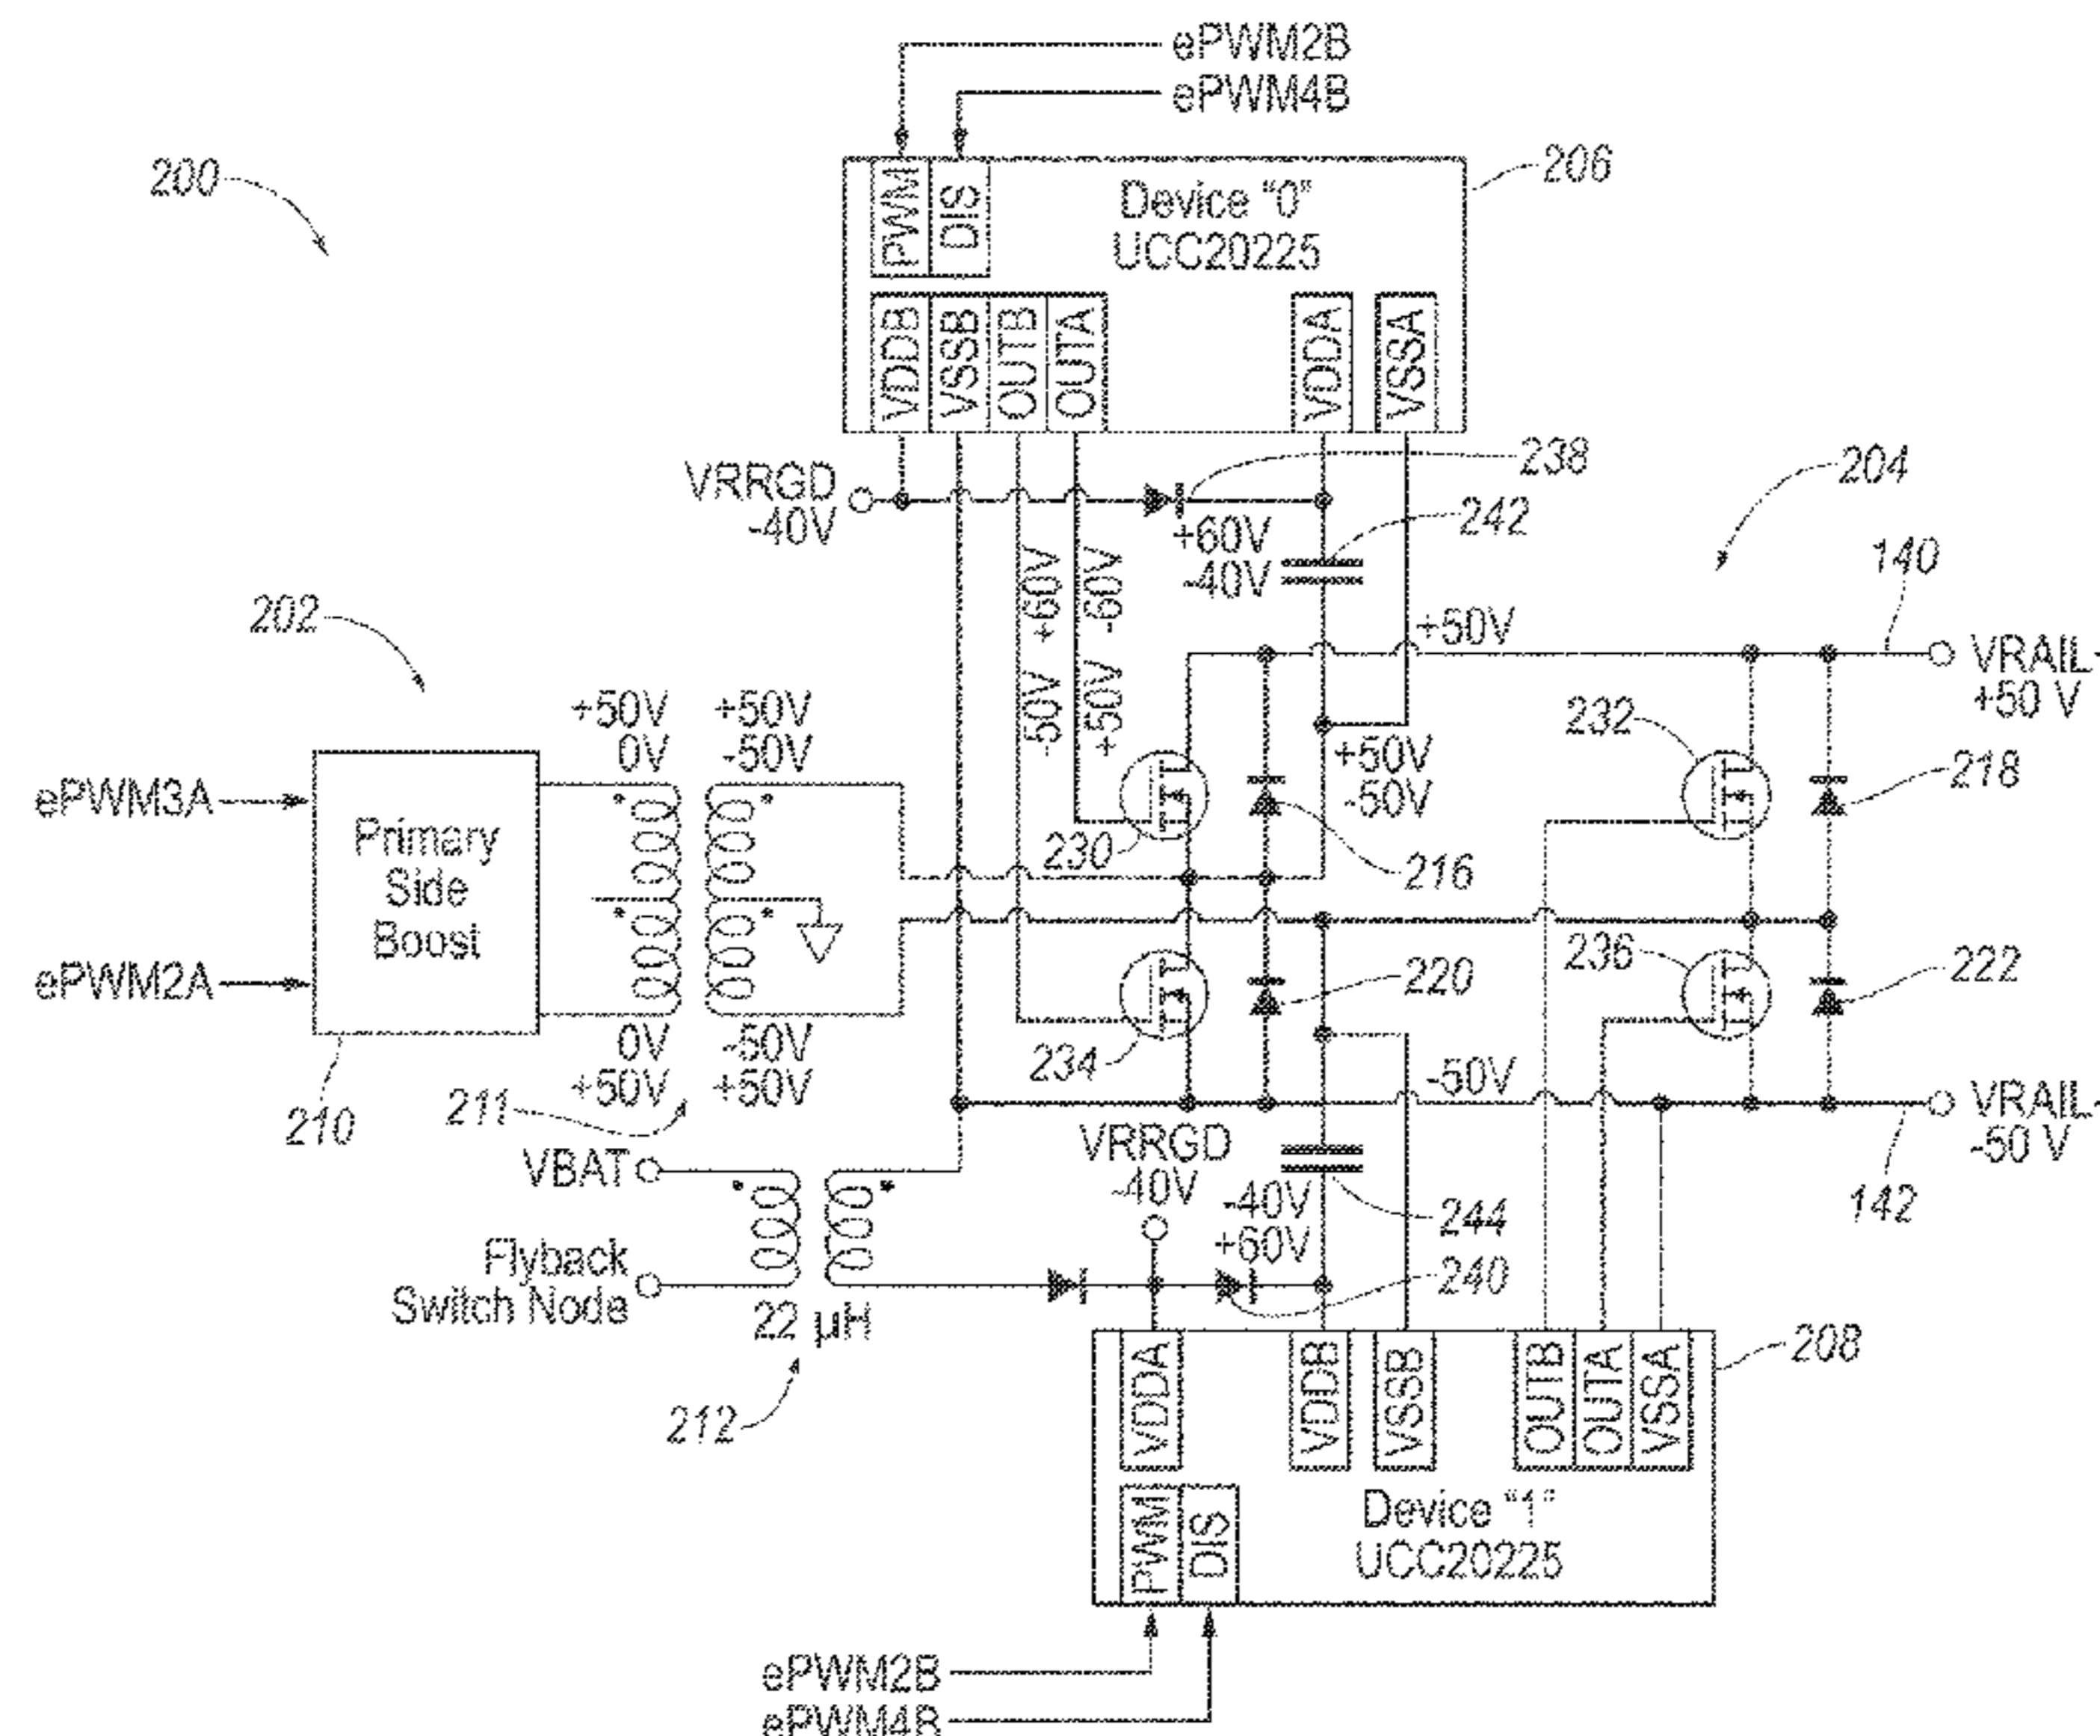 ePWM2B
ePWM4B
200
206
PWM
DIS
Device "0"
UCC20225
VDDB
VSSB
OUTB
OUTA
VDDA
VSSA
VRRGD
-40V
238
204
+60V
-40V
242
140
-50V +60V
+50V -60V
+50V
VRAIL-
+50 V
202
+50V
0V
+50V
-50V
232
+50V
-50V
218
ePWM3A
Primary
Side
Boost
230
216
ePWM2A
236
222
220
0V
+50V
-50V
+50V
234
-50V
VRAIL-
-50 V
210
211
VRRGD
-40V
VBAT
-40V
+60V
244
142
Flyback
Switch Node
240
22 µH
212
208
VDDA
VDDB
VSSB
OUTB
OUTA
VSSA
PWM
DIS
Device "1"
UCC20225
ePWM2B
ePWM4B